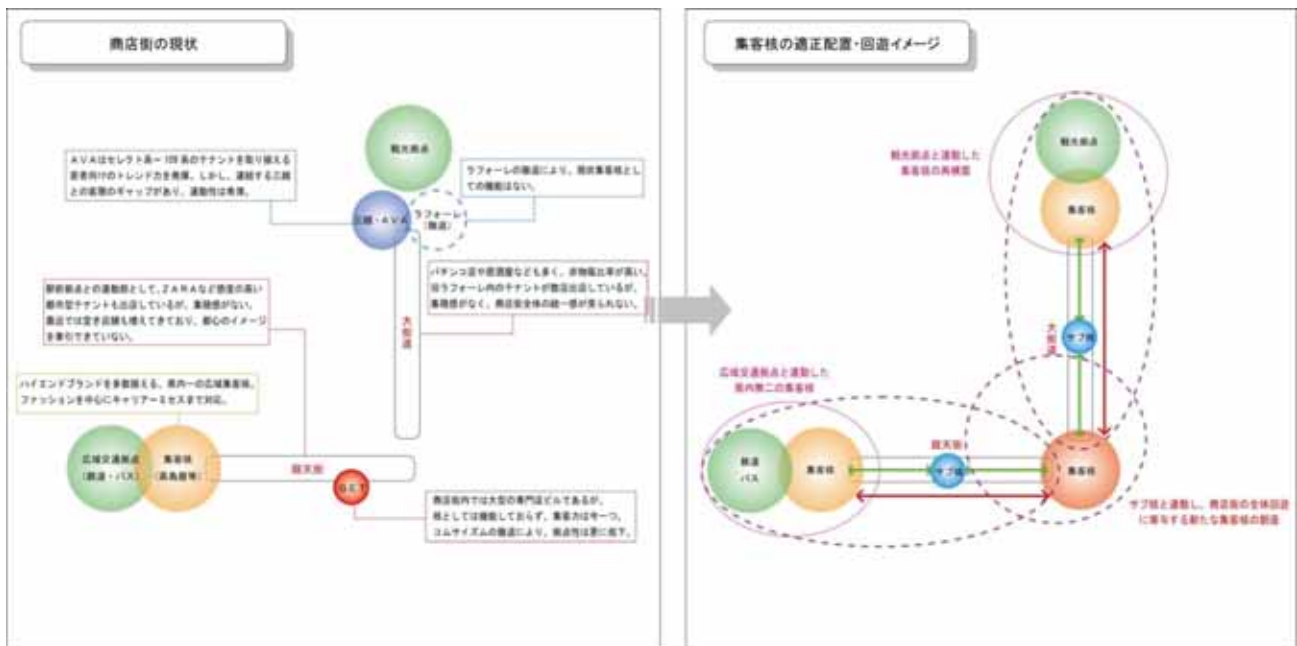 商店街の現状
観光拠点
AVAはセレクト系~109系のテナントを取り揃える
若者向けのトレンド力を発揮。しかし、連結する三越
との客層のギャップがあり、連動性は希薄。
ラフォーレの撤退により、現状集客核とし
ての機能はない。
三越・AVA
ラフォーレ
(撤退)
パチンコ店や居酒屋なども多く、非物販比率が高い。
旧ラフォーレ内のテナントが数店出店しているが、
集積感がなく、商店街全体の統一感が見られない。
大街道
駅前拠点との連動部として、ZARAなど感度の高い
都市型テナントも出店しているが、集積感がない。
最近では空き店舗も増えてきており、都心のイメージ
を牽引できていない。
ハイエンドブランドを多数揃える、県内一の広域集客核。
ファッションを中心にキャリアーミセスまで対応。
広域交通拠点
(鉄道・バス)
集客核
(高島屋等)
銀天街
GET
商店街内では大型の専門店ビルであるが、
核としては機能しておらず、集客力は今一つ。
コムサイズムの撤退により、拠点性は更に低下。
集客核の適正配置・回遊イメージ
観光拠点
集客核
観光拠点と連動した
集客核の再構築
大街道
サブ核
広域交通拠点と連動した
県内無二の集客核
鉄道
バス
集客核
銀天街
サブ核
集客核
サブ核と連動し、商店街の全体回遊
に寄与する新たな集客核の創造